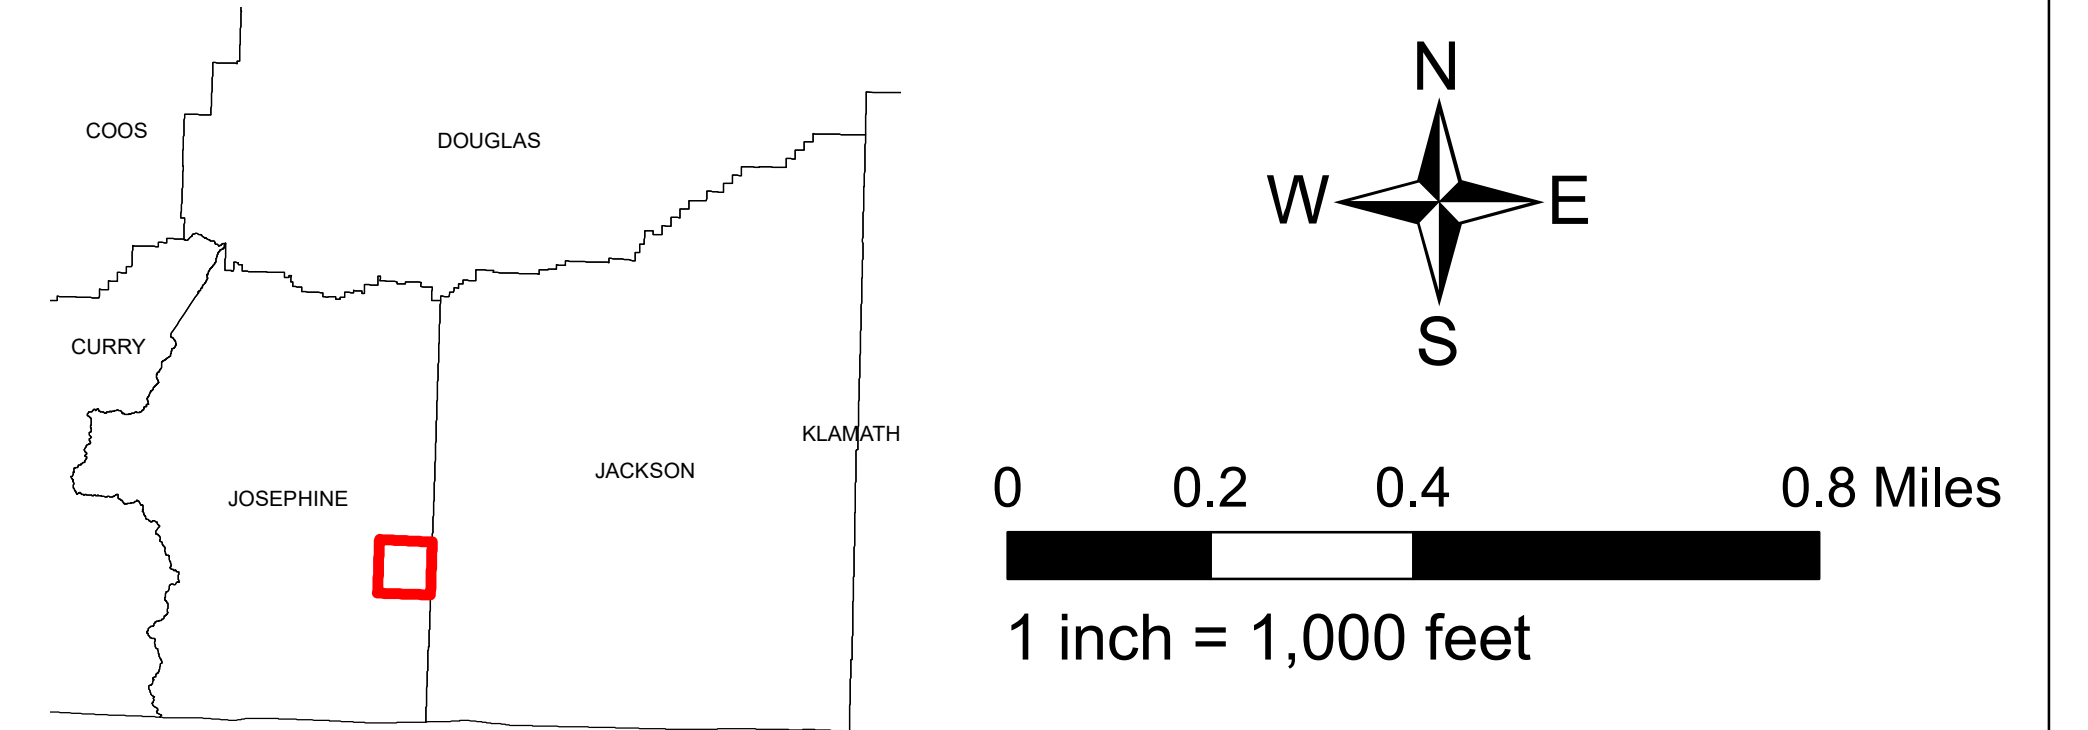 COOS
DOUGLAS
CURRY
KLAMATH
JACKSON
JOSEPHINE
N
W E
S
0 0.2 0.4 0.8 Miles
1 inch = 1,000 feet